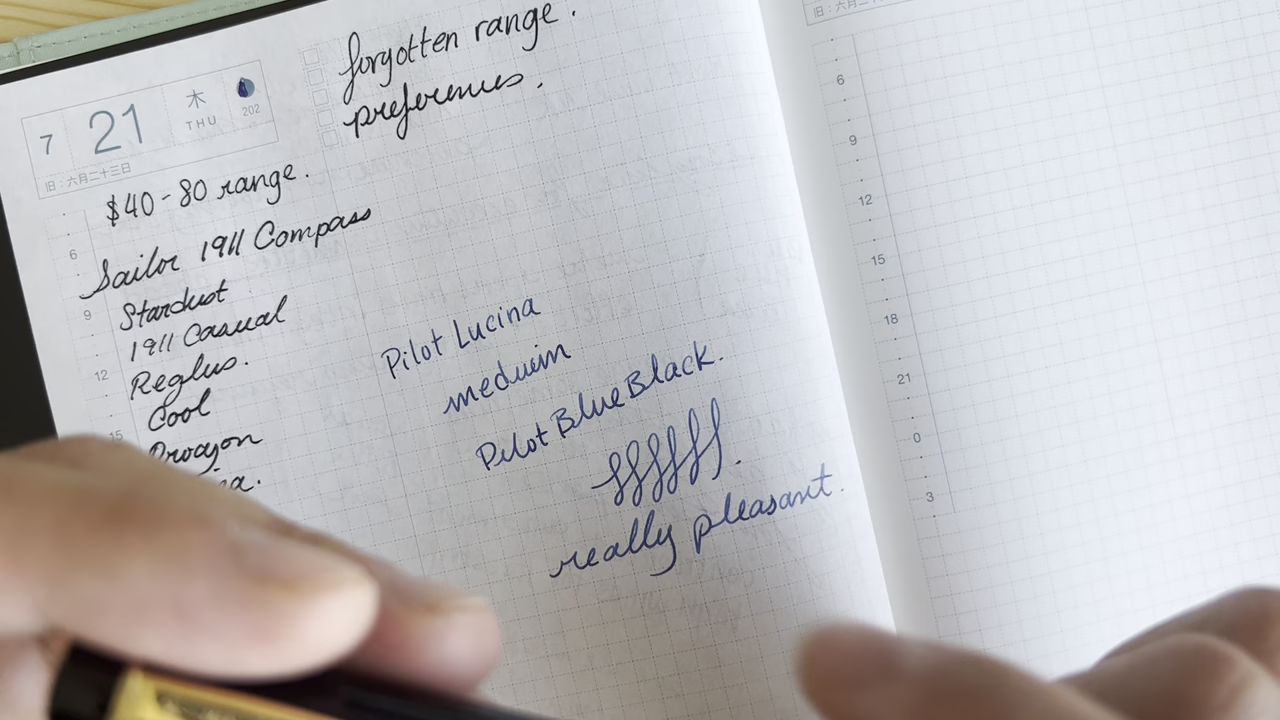 旧：六月
forgotten range.
preferences.
7
21
木
THU
202
旧：六月二十三日
$40-80 range.
Sailor 1911 Compass
Stardust
1911 Casual
Reglus.
Cool
Procyon
Pilot Lucina
meduim
Pilot Blue Black.
really pleasant.
6
9
12
15
6
9
12
15
18
21
0
3